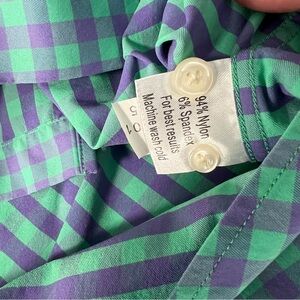 94% Nylon
6% Spandex
For best results
Machine wash cold